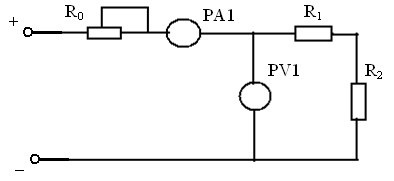 R₀
PA1
R₁
+
PV1
R₂
−